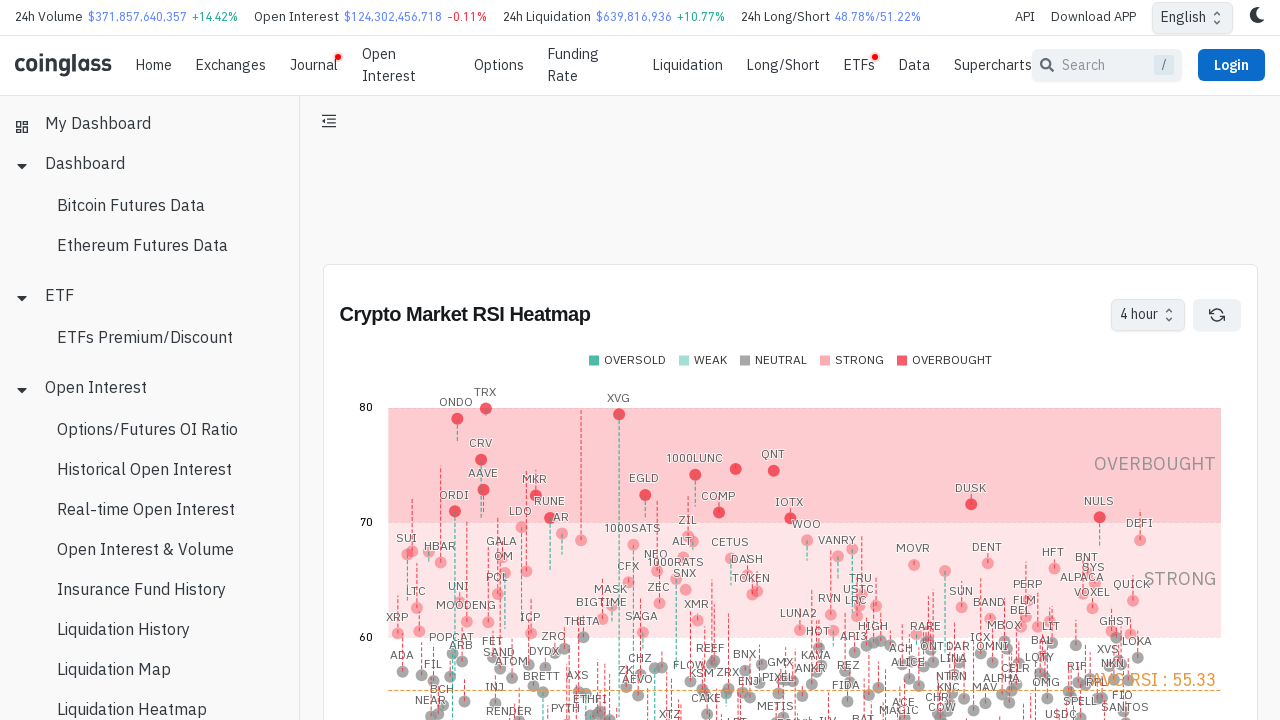 24h Volume $371,857,640,357 +14.42% Open Interest $124,302,456,718 -0.11% 24h Liquidation $639,816,936 +10.77% 24h Long/Short 48.78%/51.22% API Download APP English
coinglass Home Exchanges Journal Open Interest Options Funding Rate Liquidation Long/Short ETFs Data Supercharts Search / Login
My Dashboard
Dashboard
Bitcoin Futures Data
Ethereum Futures Data
ETF
ETFs Premium/Discount
Open Interest
Options/Futures OI Ratio
Historical Open Interest
Real-time Open Interest
Open Interest & Volume
Insurance Fund History
Liquidation History
Liquidation Map
Liquidation Heatmap
Crypto Market RSI Heatmap 4 hour
OVERSOLD WEAK NEUTRAL STRONG OVERBOUGHT
TRX
ONDO XVG
80
CRV
1000LUNC QNT OVERBOUGHT
AAVE MKR EGLD
ORDI RUNE COMP IOTX DUSK NULS
LDO
70 ZIL WOO DEFI
1000SATS
SUI HBAR GALA ALT CETUS VANRY MOVR DENT HFT
OM NEO 1000RATS DASH BNT
CFX SNX SYS
POL TOKEN TRU ALPACA STRONG
LTC UNI MASK ZEC USTC SUN PERP VOXEL QUICK
MOODENG BIGTIME XMR RVN LRC BAND FLM
XRP ICP SAGA LUNA2 BEL
THETA HIGH RARE MBOX LIT GHST
60 POPCAT ZRO HOT API3 ICX BAL LOKA
ARB FET DYDX REEF ACH ONT DAR OMNI XVS
ADA SAND CHZ BNX KAVA ALICE LINA LQTY NKN
FIL ATOM ZK FLOW GMX ANKR REZ CELR RIF
BRETT AXS AEVO KSM ZRX PIXEL NTRN ALPHA AVG RSI : 55.33
BCH INJ ENJ FIDA KNC MAV OMG
NEAR ETHFI CAKE CHR SPELL FIO
RENDER PYTH METIS ACE COW SANTOS
XTZ MAGIC USDC
BAT